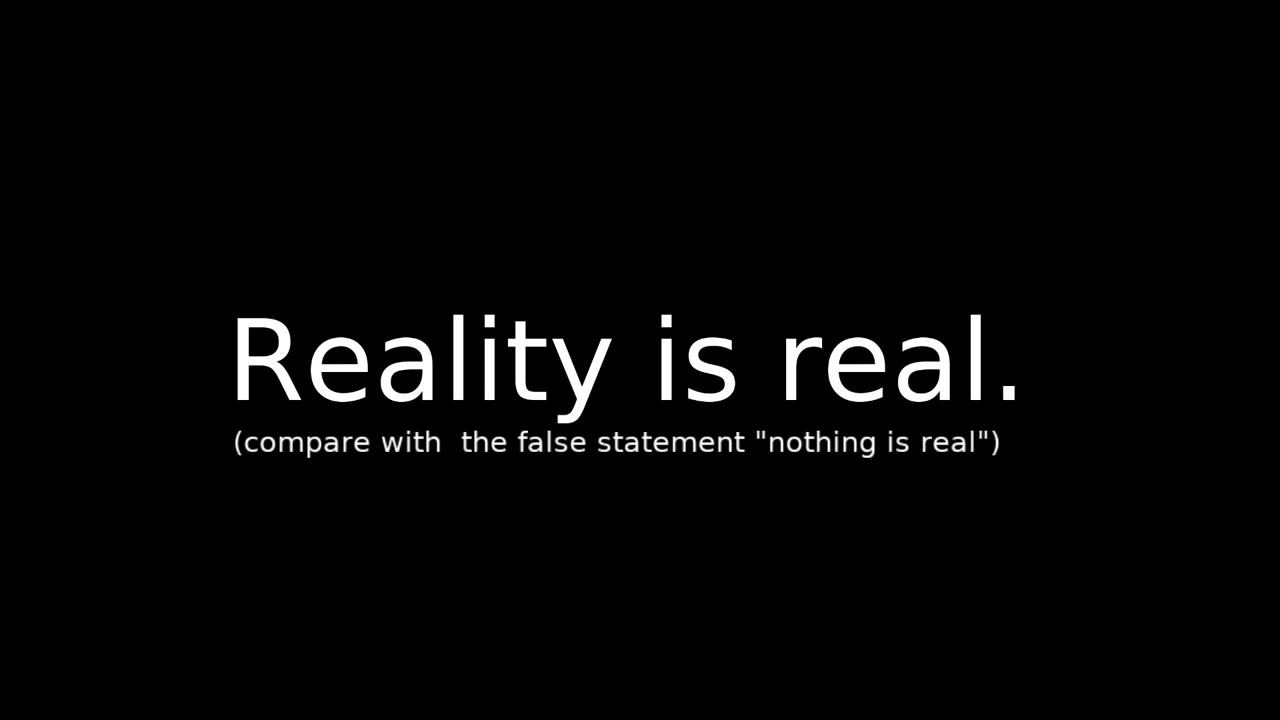 Reality is real.
(compare with  the false statement "nothing is real")